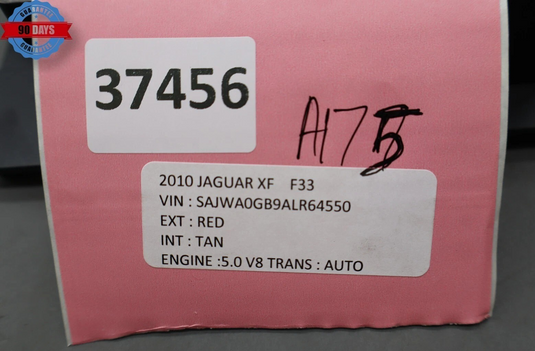 90 DAYS
37456
A175
2010 JAGUAR XF F33
VIN : SAJWA0GB9ALR64550
EXT : RED
INT : TAN
ENGINE :5.0 V8 TRANS : AUTO